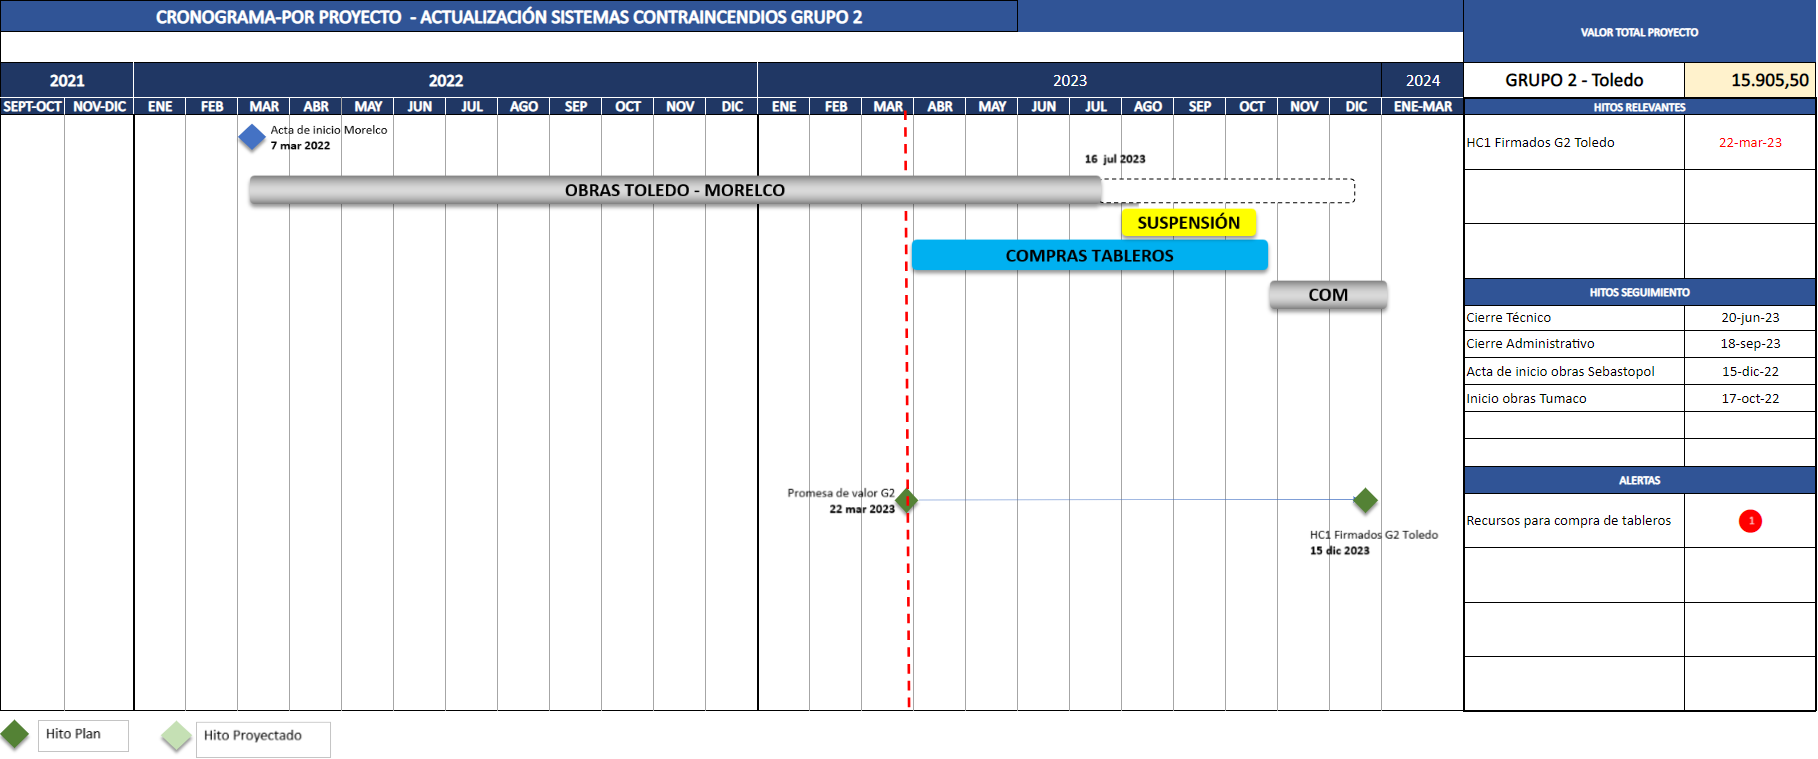 CRONOGRAMA-POR PROYECTO - ACTUALIZACIÓN SISTEMAS CONTRAINCENDIOS GRUPO 2
VALOR TOTAL PROYECTO
2021
2022
2023
2024
GRUPO 2 - Toledo
15.905,50
SEPT-OCT NOV-DIC ENE FEB MAR ABR MAY JUN JUL AGO SEP OCT NOV DIC ENE FEB MAR ABR MAY JUN JUL AGO SEP OCT NOV DIC ENE-MAR
HITOS RELEVANTES
Acta de inicio Morelco
7 mar 2022
HC1 Firmados G2 Toledo
22-mar-23
16 jul 2023
OBRAS TOLEDO - MORELCO
SUSPENSIÓN
COMPRAS TABLEROS
COM
HITOS SEGUIMIENTO
Cierre Técnico
20-jun-23
Cierre Administrativo
18-sep-23
Acta de inicio obras Sebastopol
15-dic-22
Inicio obras Tumaco
17-oct-22
ALERTAS
Recursos para compra de tableros
1
Promesa de valor G2
22 mar 2023
HC1 Firmados G2 Toledo
15 dic 2023
Hito Plan
Hito Proyectado